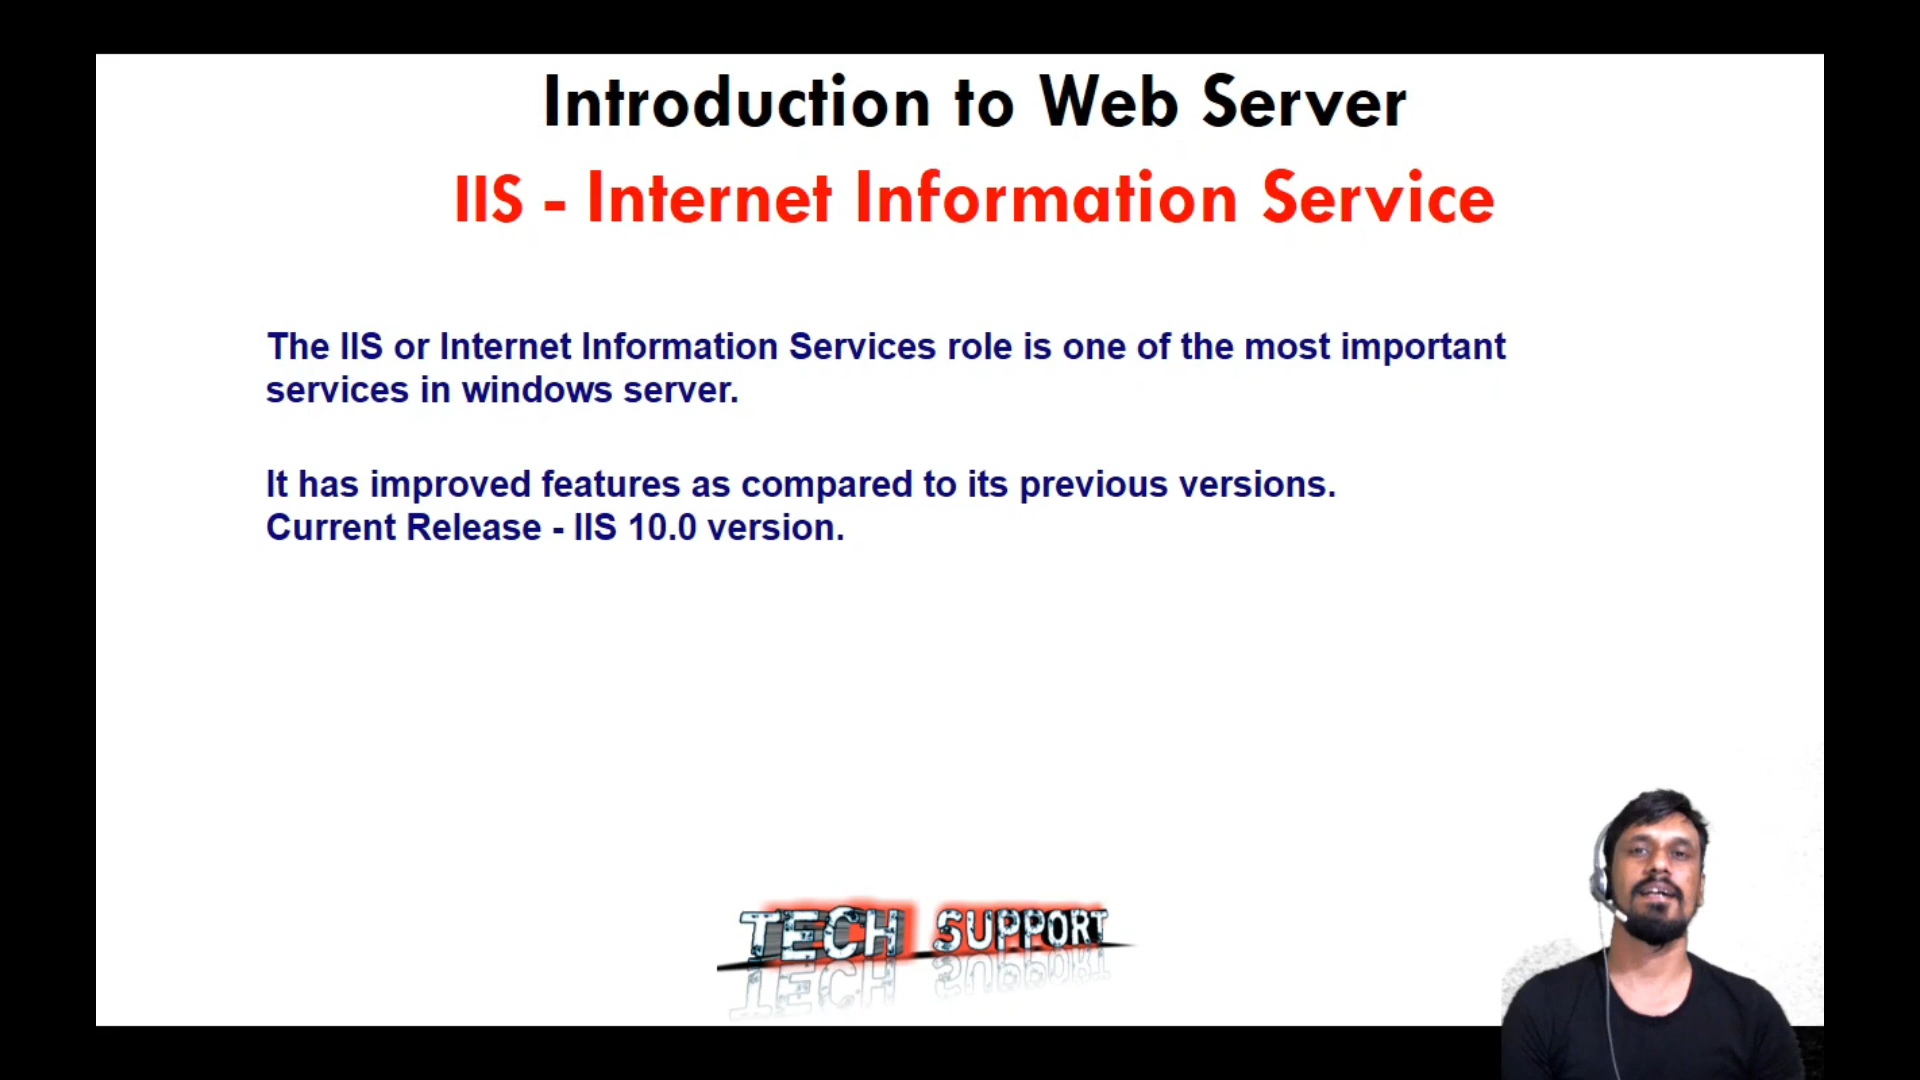 Introduction to Web Server
IIS - Internet Information Service
The IIS or Internet Information Services role is one of the most important
services in windows server.
It has improved features as compared to its previous versions.
Current Release - IIS 10.0 version.
TECH SUPPORT